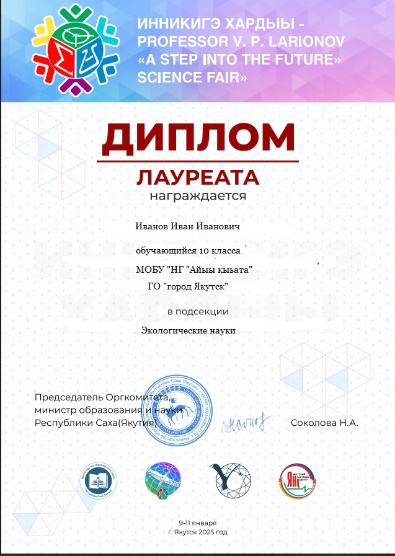 ИННИКИГЭ ХАРДЫЫ -
PROFESSOR V. P. LARIONOV
«A STEP INTO THE FUTURE»
SCIENCE FAIR»
ДИПЛОМ
ЛАУРЕАТА
награждается
Иванов Иван Иванович
обучающийся 10 класса
МОБУ "НГ "Айыы кыьата"
ГО "город Якутск"
в подсекции
Экологические науки
Председатель Оргкомитета,
министр образования и науки
Республики Саха(Якутия)
Соколова Н.А.
9-11 января
г. Якутск 2025 год